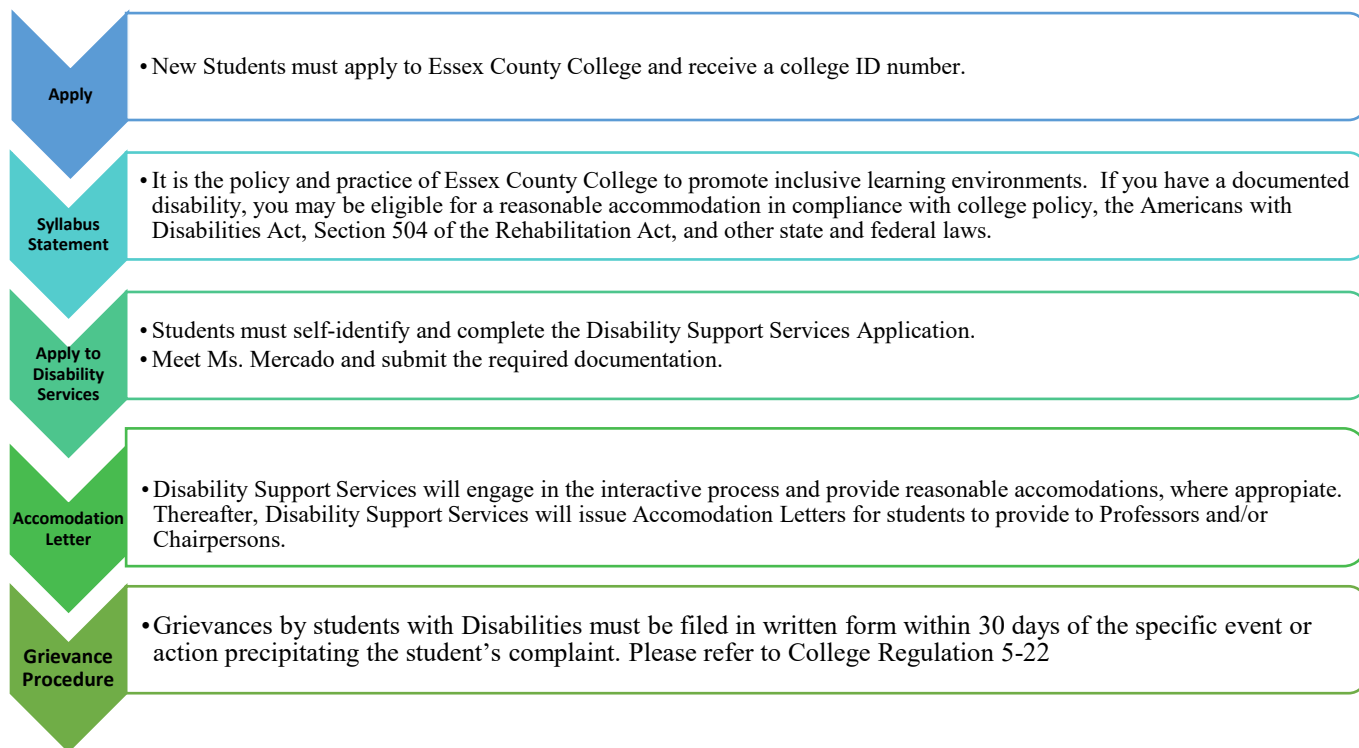 Apply
• New Students must apply to Essex County College and receive a college ID number.
Syllabus
Statement
• It is the policy and practice of Essex County College to promote inclusive learning environments.  If you have a documented
disability, you may be eligible for a reasonable accommodation in compliance with college policy, the Americans with
Disabilities Act, Section 504 of the Rehabilitation Act, and other state and federal laws.
Apply to
Disability
Services
• Students must self-identify and complete the Disability Support Services Application.
• Meet Ms. Mercado and submit the required documentation.
Accomodation
Letter
• Disability Support Services will engage in the interactive process and provide reasonable accomodations, where appropiate.
Thereafter, Disability Support Services will issue Accomodation Letters for students to provide to Professors and/or
Chairpersons.
Grievance
Procedure
• Grievances by students with Disabilities must be filed in written form within 30 days of the specific event or
action precipitating the student’s complaint. Please refer to College Regulation 5-22